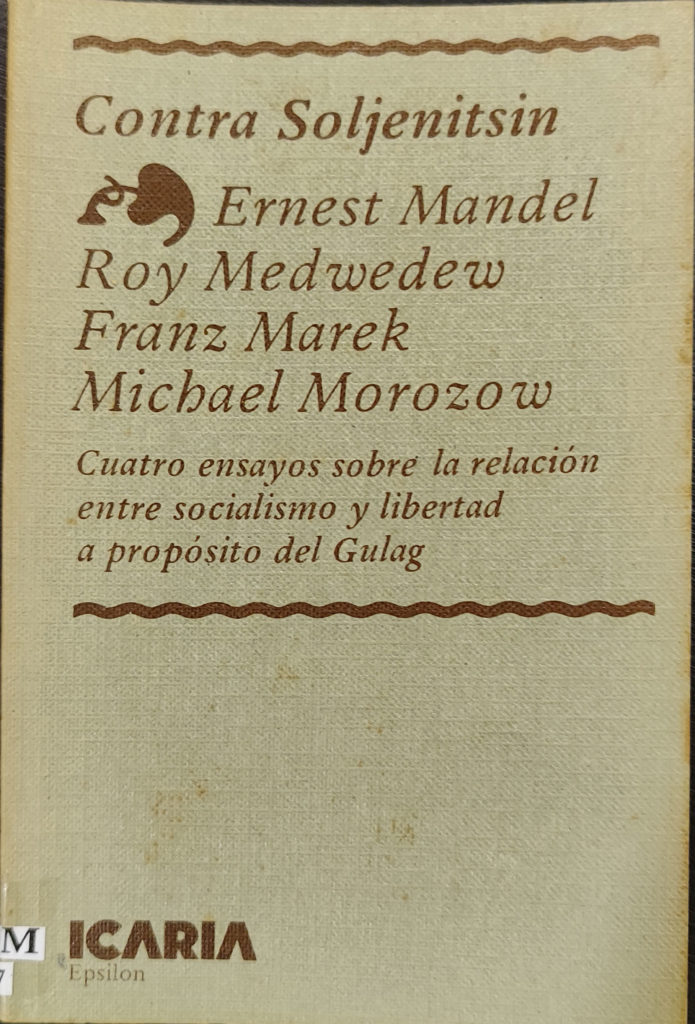 Contra Soljenitsin
Ernest Mandel
Roy Medwedew
Franz Marek
Michael Morozow
Cuatro ensayos sobre la relación
entre socialismo y libertad
a propósito del Gulag
M
7
ICARIA
Epsilon